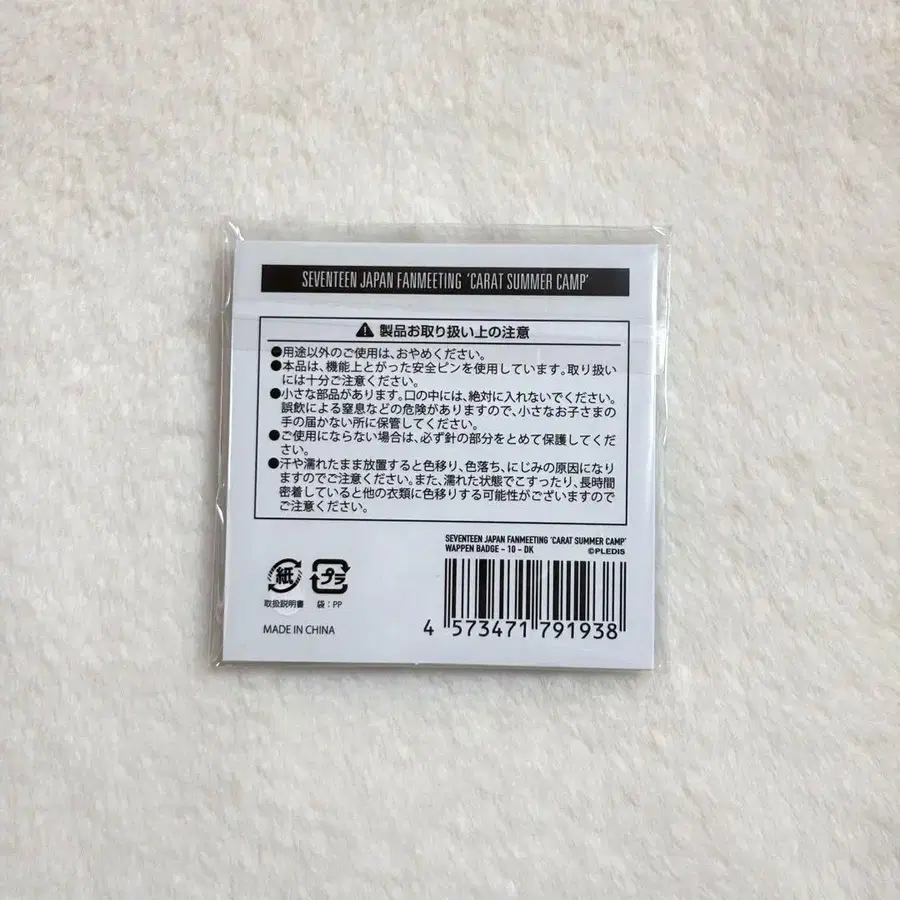 SEVENTEEN JAPAN FANMEETING 'CARAT SUMMER CAMP'
製品お取り扱い上の注意
●用途以外のご使用は、おやめください。
●本品は、機能上とがった安全ピンを使用しています。取り扱い
には十分ご注意ください。
●小さな部品があります。口の中には、絶対に入れないでください。
誤飲による窒息などの危険がありますので、小さなお子さまの
手の届かない所に保管してください。
●ご使用にならない場合は、必ず針の部分をとめて保護してくだ
さい。
●汗や濡れたまま放置すると色移り、色落ち、にじみの原因になり
ますのでご注意ください。また、濡れた状態でこすったり、長時間
密着していると他の衣類に色移りする可能性がございますので
ご注意ください。
SEVENTEEN JAPAN FANMEETING 'CARAT SUMMER CAMP'
WAPPEN BADGE - 10 - DK ©PLEDIS
紙 プラ
取扱説明書 袋:PP
MADE IN CHINA
4 573471 791938